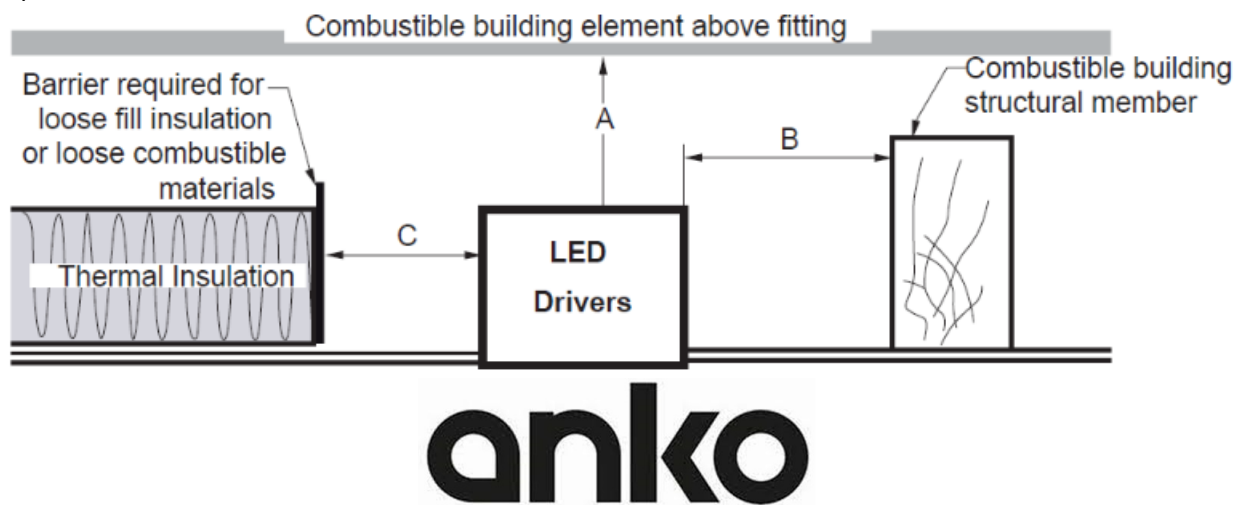 Combustible building element above fitting
Barrier required for
loose fill insulation
or loose combustible
materials
A
Combustible building
structural member
B
C
Thermal Insulation
LED
Drivers
anko